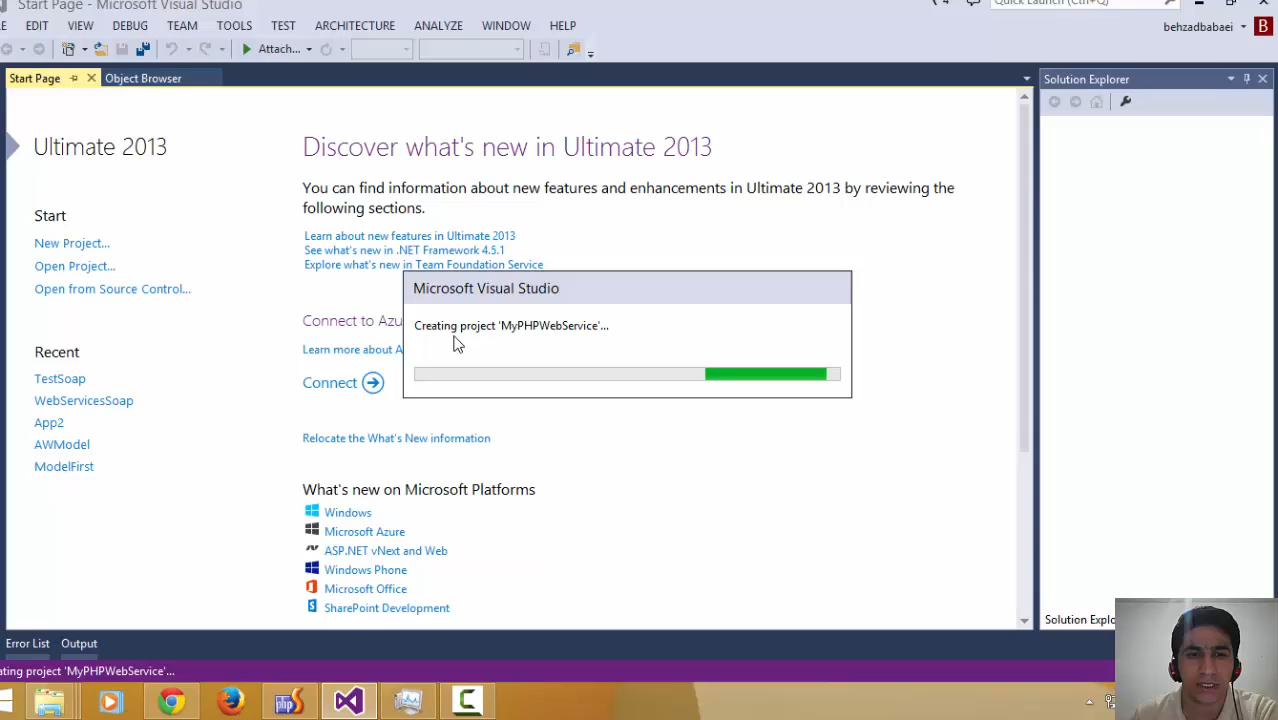 Start Page - Microsoft Visual Studio
4
Quick Launch (Ctrl+Q)
EDIT VIEW DEBUG TEAM TOOLS TEST ARCHITECTURE ANALYZE WINDOW HELP
behzadbabaei B
Attach...
Start Page Object Browser
Solution Explorer
Ultimate 2013
Discover what's new in Ultimate 2013
You can find information about new features and enhancements in Ultimate 2013 by reviewing the
following sections.
Start
Learn about new features in Ultimate 2013
New Project...
See what's new in .NET Framework 4.5.1
Open Project...
Explore what's new in Team Foundation Service
Open from Source Control...
Microsoft Visual Studio
Connect to Azu
Creating project 'MyPHPWebService'...
Recent
Learn more about A
TestSoap
Connect
WebServicesSoap
App2
AWModel
Relocate the What's New information
ModelFirst
What's new on Microsoft Platforms
Windows
Microsoft Azure
ASP.NET vNext and Web
Windows Phone
Microsoft Office
SharePoint Development
Solution Explo
Error List Output
ating project 'MyPHPWebService'...